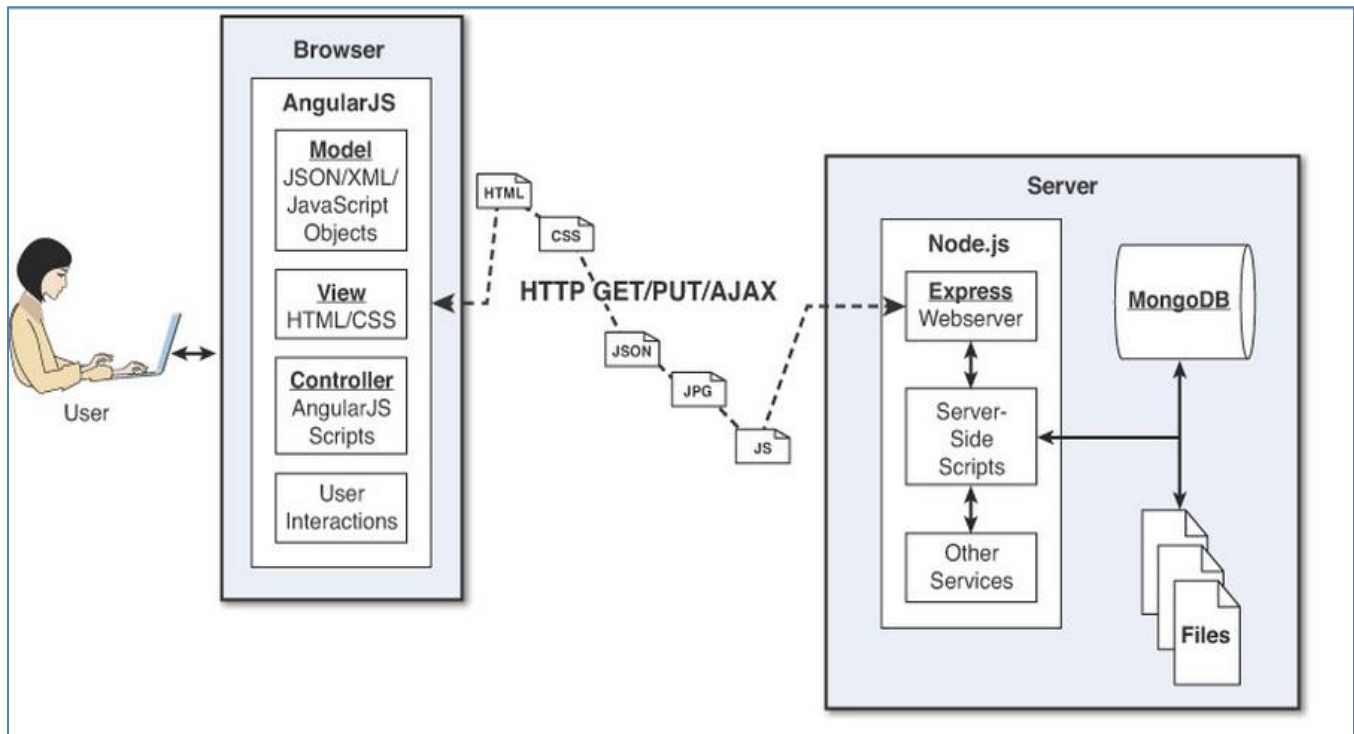 Browser
AngularJS
Model
JSON/XML/
JavaScript
Objects
View
HTML/CSS
Controller
AngularJS
Scripts
User
Interactions
User
HTML
CSS
HTTP GET/PUT/AJAX
JSON
JPG
JS
Server
Node.js
Express
Webserver
Server-
Side
Scripts
Other
Services
MongoDB
Files